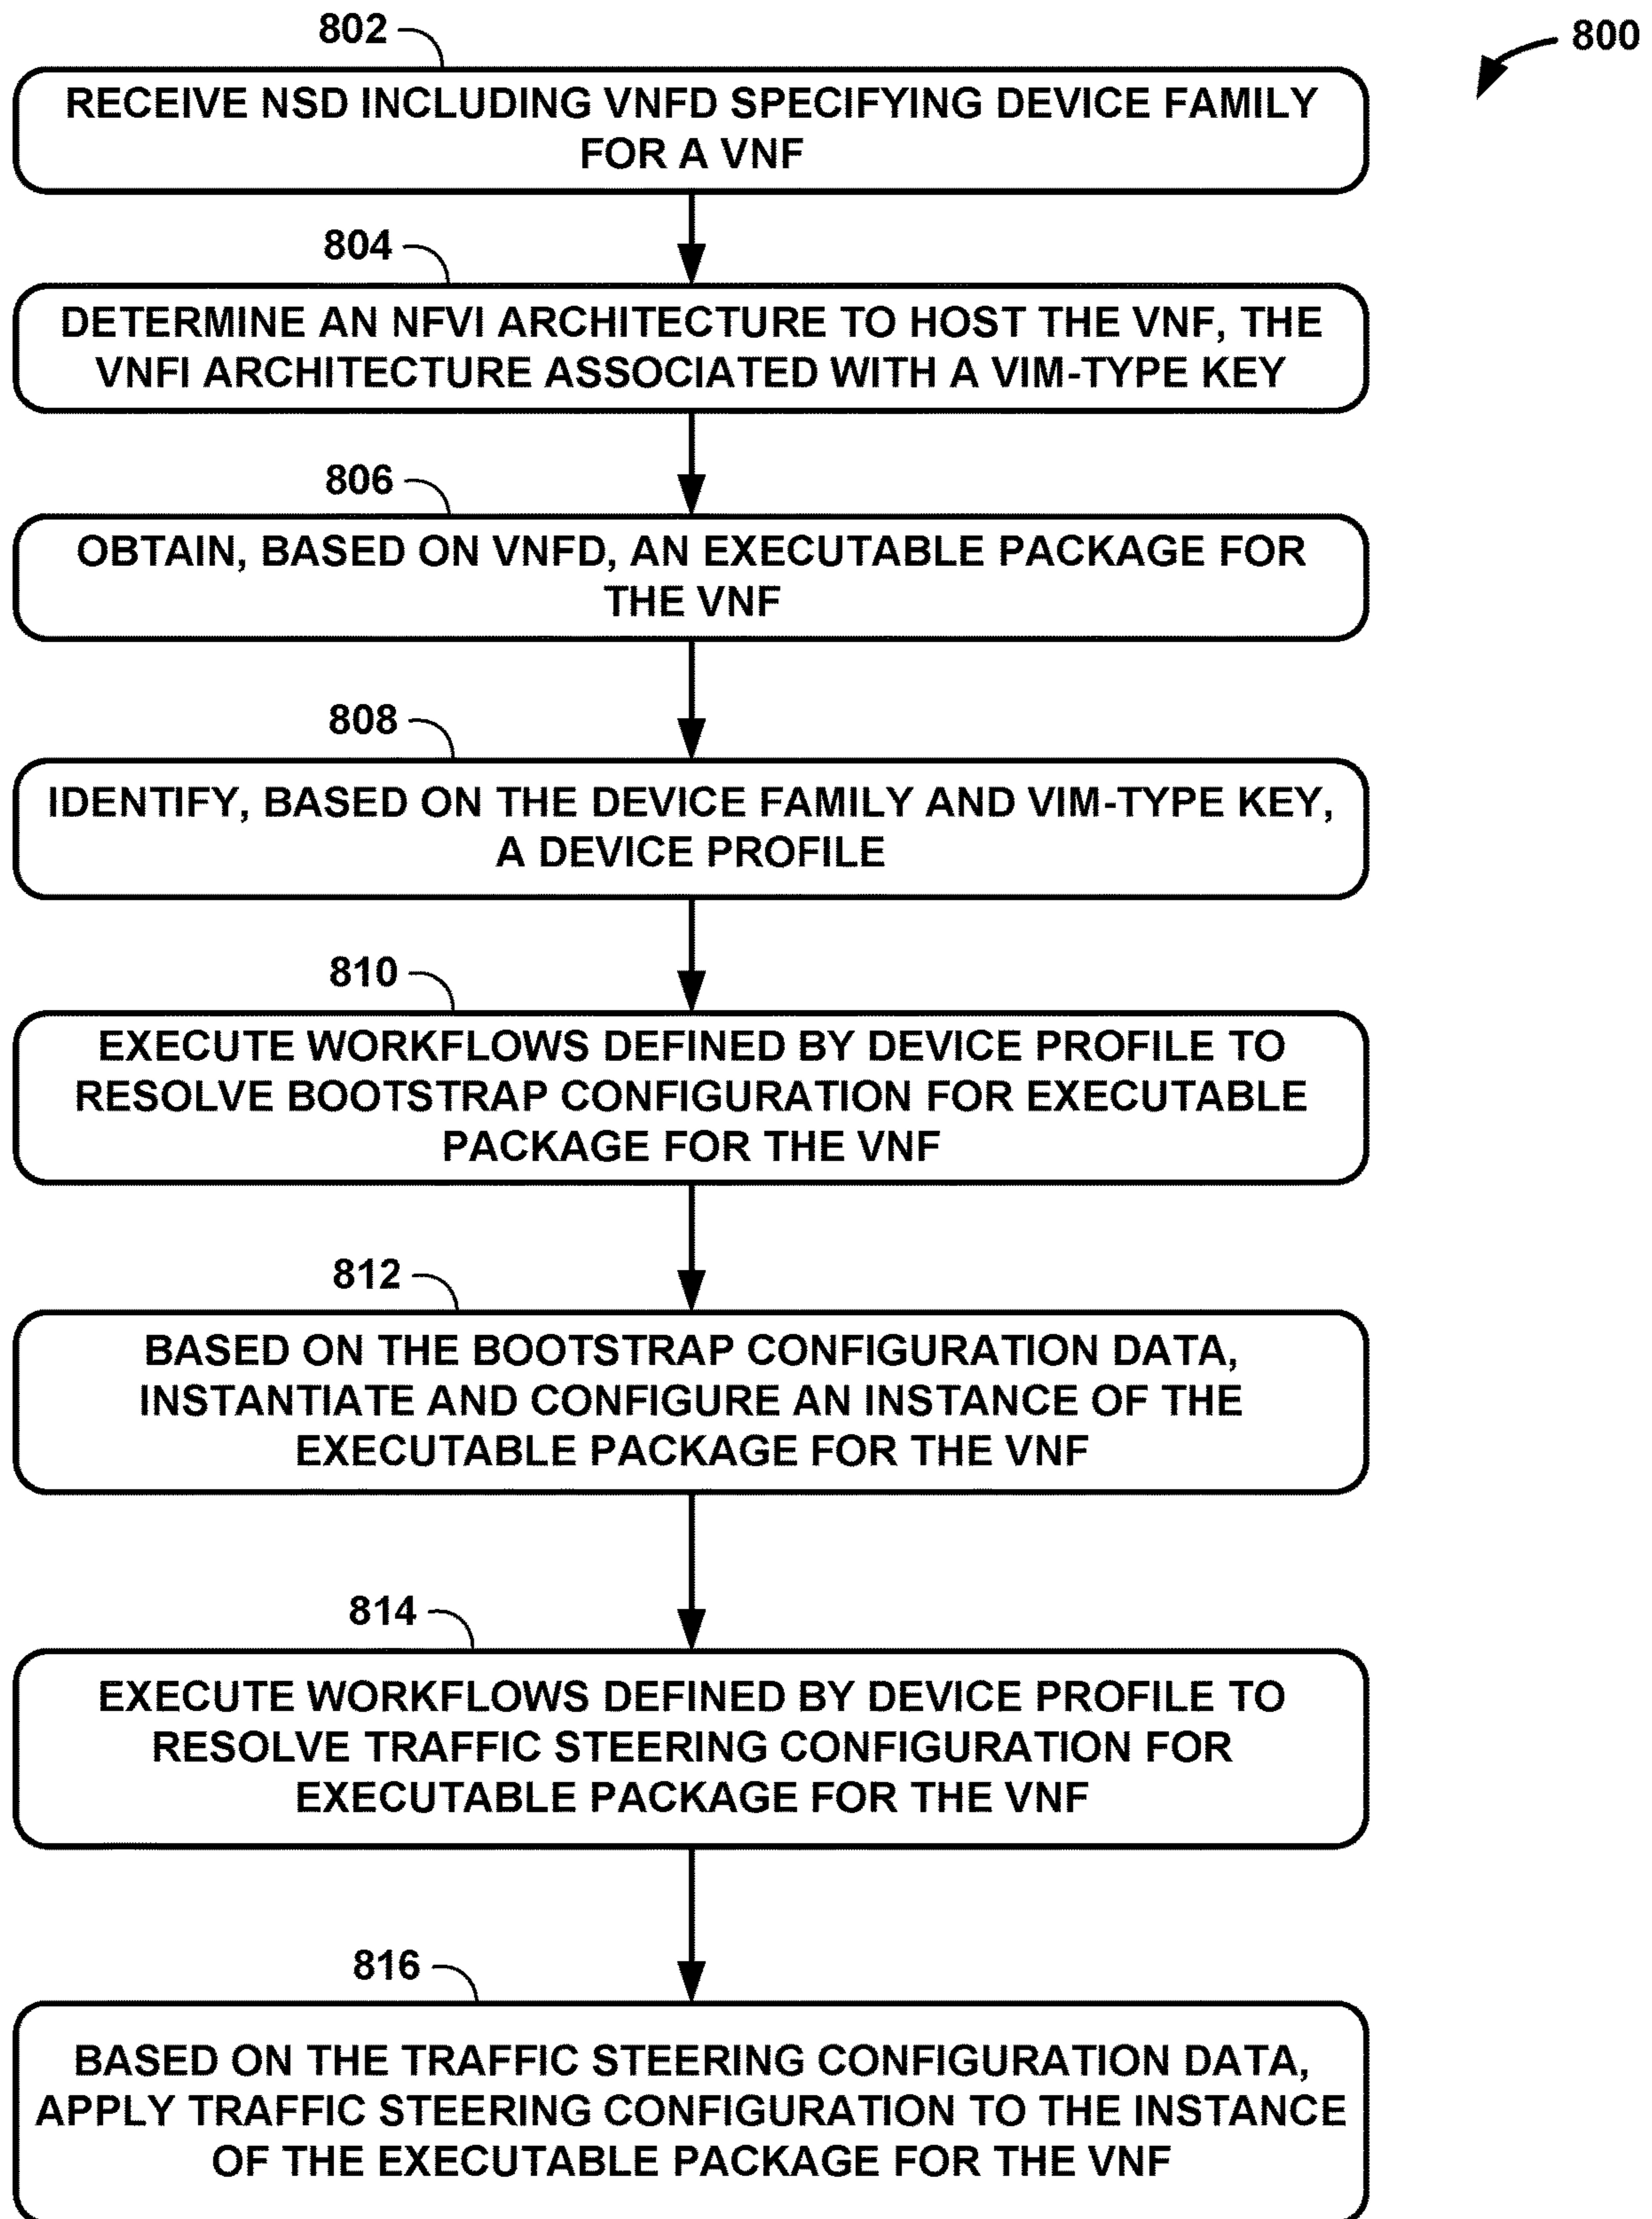 802
800
RECEIVE NSD INCLUDING VNFD SPECIFYING DEVICE FAMILY
FOR A VNF
804
DETERMINE AN NFVI ARCHITECTURE TO HOST THE VNF, THE
VNFI ARCHITECTURE ASSOCIATED WITH A VIM-TYPE KEY
806
OBTAIN, BASED ON VNFD, AN EXECUTABLE PACKAGE FOR
THE VNF
808
IDENTIFY, BASED ON THE DEVICE FAMILY AND VIM-TYPE KEY,
A DEVICE PROFILE
810
EXECUTE WORKFLOWS DEFINED BY DEVICE PROFILE TO
RESOLVE BOOTSTRAP CONFIGURATION FOR EXECUTABLE
PACKAGE FOR THE VNF
812
BASED ON THE BOOTSTRAP CONFIGURATION DATA,
INSTANTIATE AND CONFIGURE AN INSTANCE OF THE
EXECUTABLE PACKAGE FOR THE VNF
814
EXECUTE WORKFLOWS DEFINED BY DEVICE PROFILE TO
RESOLVE TRAFFIC STEERING CONFIGURATION FOR
EXECUTABLE PACKAGE FOR THE VNF
816
BASED ON THE TRAFFIC STEERING CONFIGURATION DATA,
APPLY TRAFFIC STEERING CONFIGURATION TO THE INSTANCE
OF THE EXECUTABLE PACKAGE FOR THE VNF